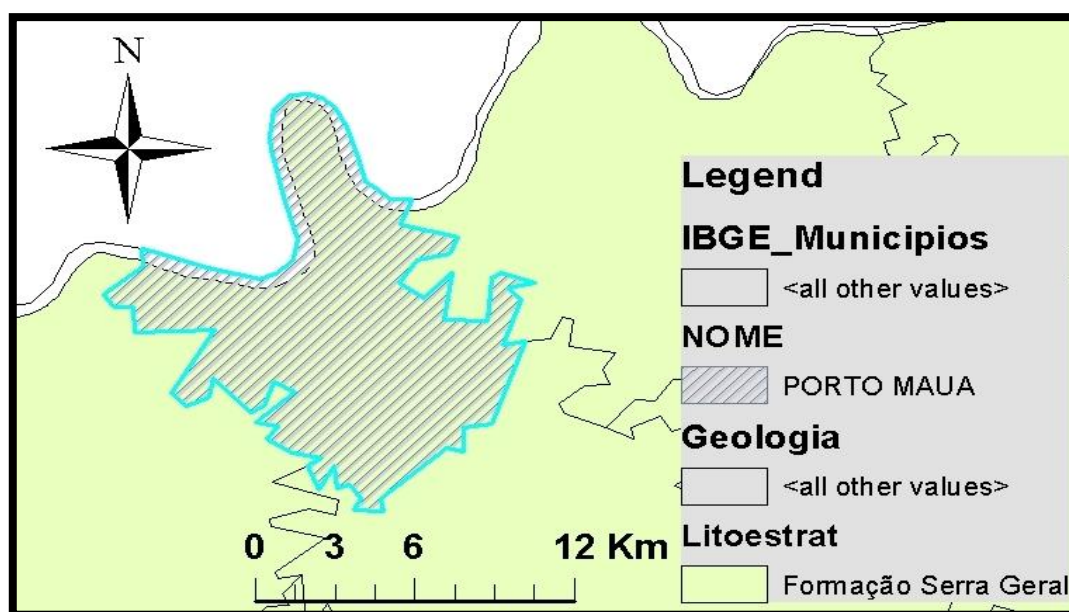 N
Legend
IBGE_Municipios
<all other values>
NOME
PORTO MAUA
Geologia
<all other values>
Litoestrat
Formação Serra Geral
0 3 6 12 Km